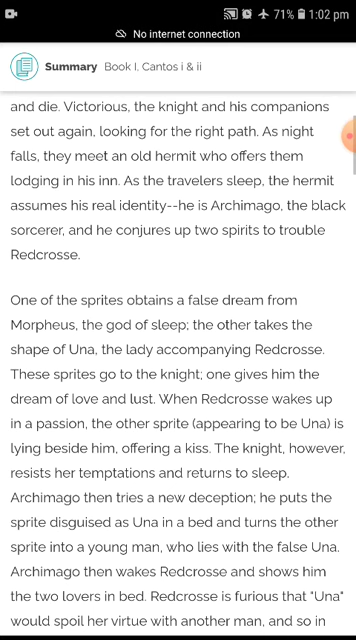 71% 1:02 pm
No internet connection
Summary Book I, Cantos i & ii
and die. Victorious, the knight and his companions
set out again, looking for the right path. As night
falls, they meet an old hermit who offers them
lodging in his inn. As the travelers sleep, the hermit
assumes his real identity--he is Archimago, the black
sorcerer, and he conjures up two spirits to trouble
Redcrosse.
One of the sprites obtains a false dream from
Morpheus, the god of sleep; the other takes the
shape of Una, the lady accompanying Redcrosse.
These sprites go to the knight; one gives him the
dream of love and lust. When Redcrosse wakes up
in a passion, the other sprite (appearing to be Una) is
lying beside him, offering a kiss. The knight, however,
resists her temptations and returns to sleep.
Archimago then tries a new deception; he puts the
sprite disguised as Una in a bed and turns the other
sprite into a young man, who lies with the false Una.
Archimago then wakes Redcrosse and shows him
the two lovers in bed. Redcrosse is furious that "Una"
would spoil her virtue with another man, and so in